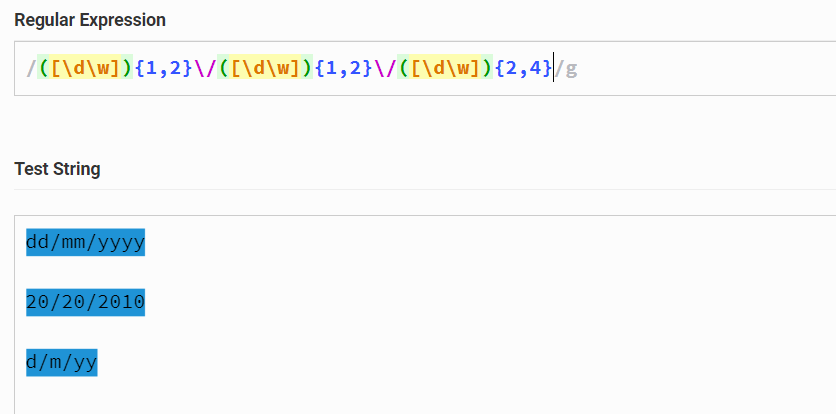 Regular Expression
/([\d\w]){1,2}\/([\d\w]){1,2}\/([\d\w]){2,4}/g
Test String
dd/mm/yyyy
20/20/2010
d/m/yy